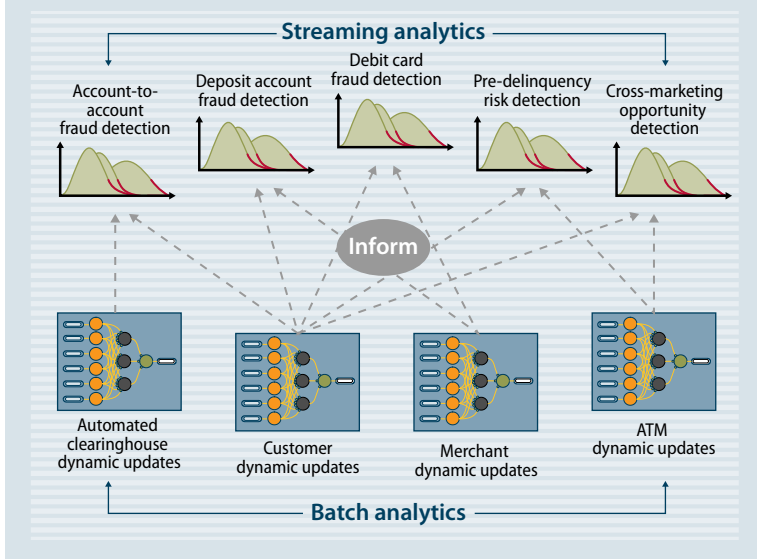 Streaming analytics
Account-to-
account
fraud detection
Deposit account
fraud detection
Debit card
fraud detection
Pre-delinquency
risk detection
Cross-marketing
opportunity
detection
Inform
Automated
clearinghouse
dynamic updates
Customer
dynamic updates
Merchant
dynamic updates
ATM
dynamic updates
Batch analytics